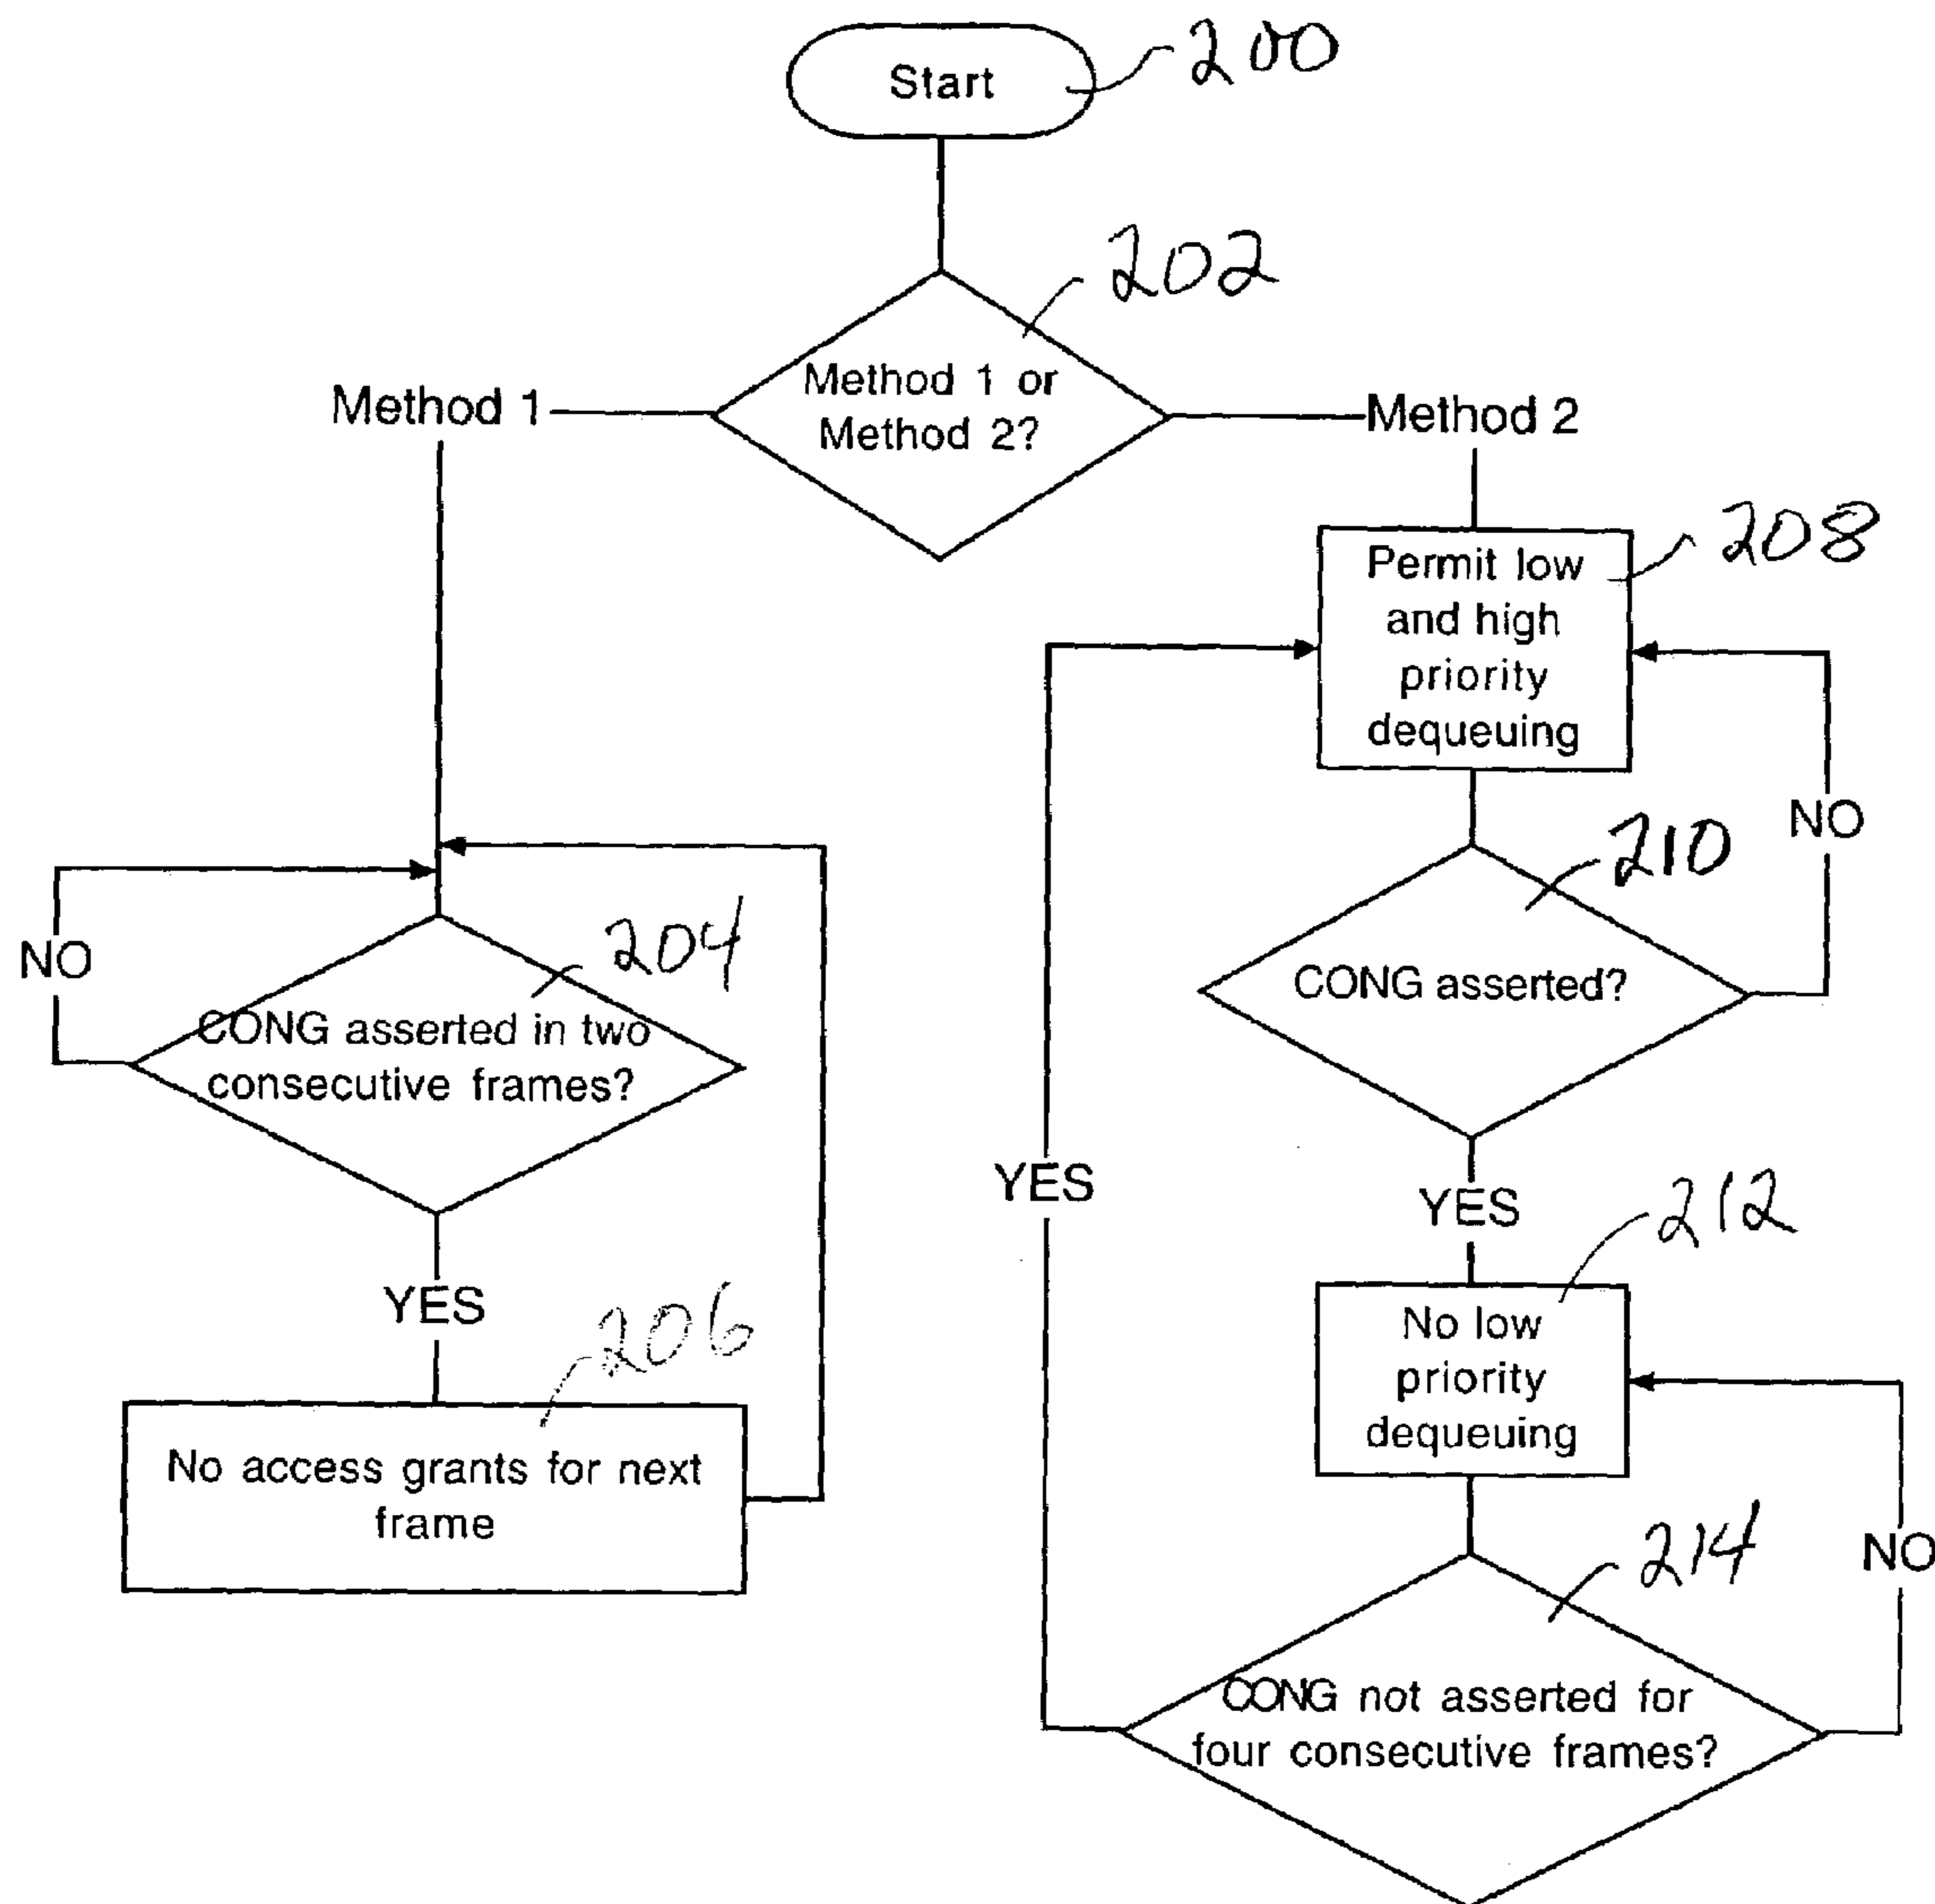 Start
200
202
Method 1 or
Method 2?
Method 1
Method 2
208
Permit low
and high
priority
dequeuing
NO
210
CONG asserted?
NO
204
CONG asserted in two
consecutive frames?
YES
YES
212
YES
206
No low
priority
dequeuing
No access grants for next
frame
214
NO
CONG not asserted for
four consecutive frames?